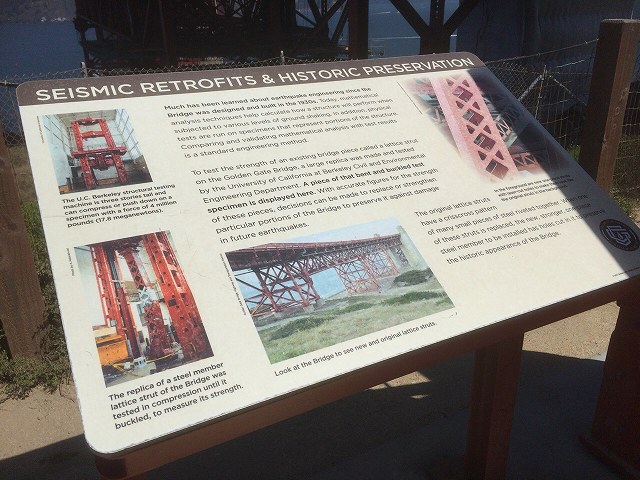 SEISMIC RETROFITS & HISTORIC PRESERVATION
Much has been learned about earthquake engineering since the
Bridge was designed and built in the 1930s. Today, mathematical
analysis techniques help calculate how a structure will perform when
subjected to various levels of ground shaking. In addition, physical
tests are run on specimens that represent portions of the structure.
Comparing and validating mathematical analysis with test results
is a standard engineering method.
To test the strength of an existing bridge piece called a lattice strut
on the Golden Gate Bridge, a large replica was made and tested
by the University of California at Berkeley Civil and Environmental
Engineering Department. A piece of that bent and buckled test
specimen is displayed here. With accurate figures for the strength
of these pieces, decisions can be made to replace or strengthen
particular portions of the Bridge to preserve it against damage
in future earthquakes.
The U.C. Berkeley structural testing
machine is three stories tall and
can compress or push down on a
specimen with a force of 4 million
pounds (17.8 meganewtons).
The replica of a steel member
lattice strut of the Bridge was
tested in compression until it
buckled, to measure its strength.
Look at the Bridge to see new and original lattice struts.
The original lattice struts
have a crisscross pattern
of many small pieces of steel riveted together. When
of these struts is replaced, the new, stronger,
steel member to be installed has holes cut in
the historic appearance of the Bridge.